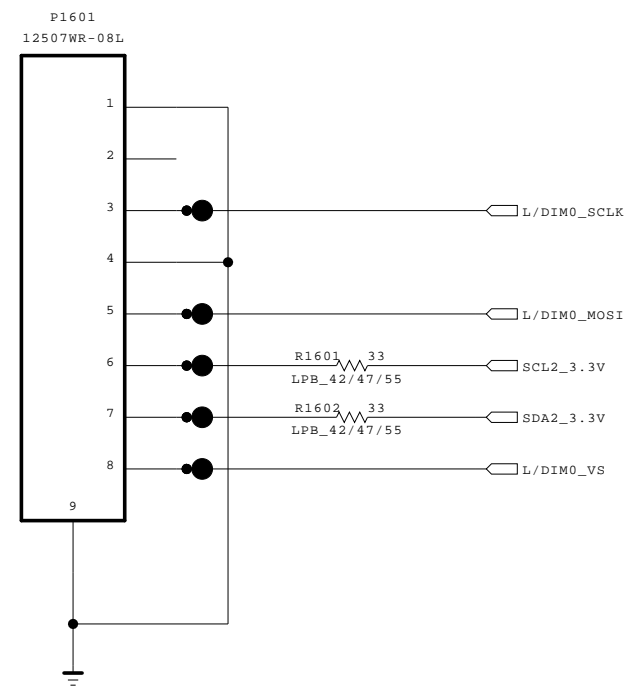 P1601
12507WR-08L
1
2
3
L/DIM0_SCLK
4
5
L/DIM0_MOSI
R1601 33
6
SCL2_3.3V
LPB_42/47/55
R1602 33
7
SDA2_3.3V
LPB_42/47/55
8
L/DIM0_VS
9